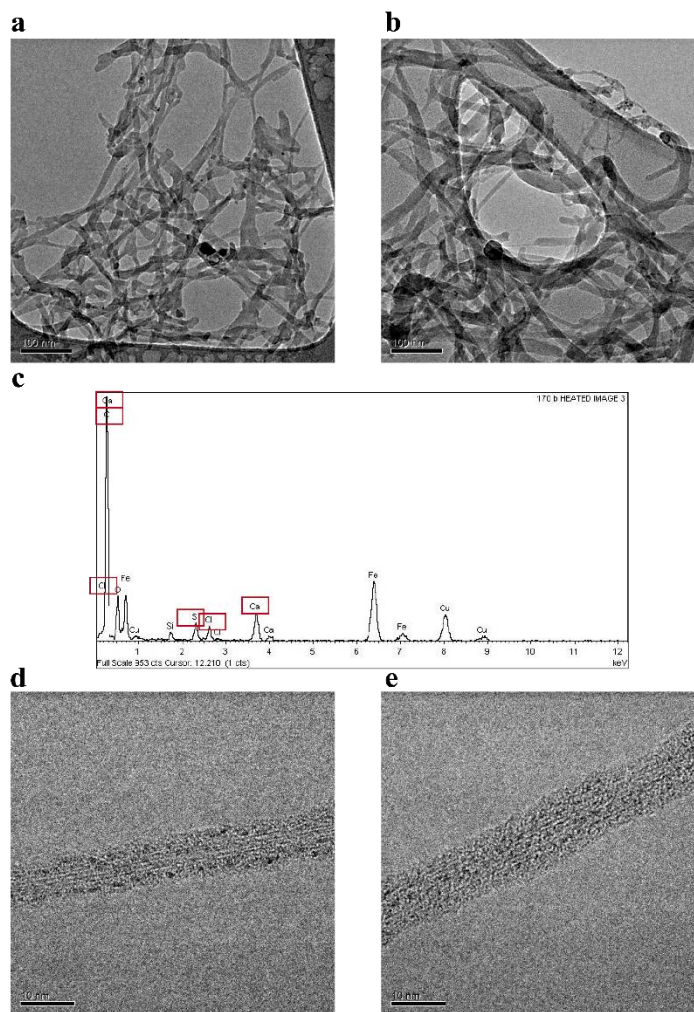 a b
100 nm 100 nm
c
170 b HEATED IMAGE 3
Ca
C
Cl
O Fe
Cu Si S Cl Cl Ca Ca Fe Fe Cu Cu
1 2 3 4 5 6 7 8 9 10 11 12
Full Scale 953 cts Cursor: 12.210 (1 cts) keV
d e
10 nm 10 nm